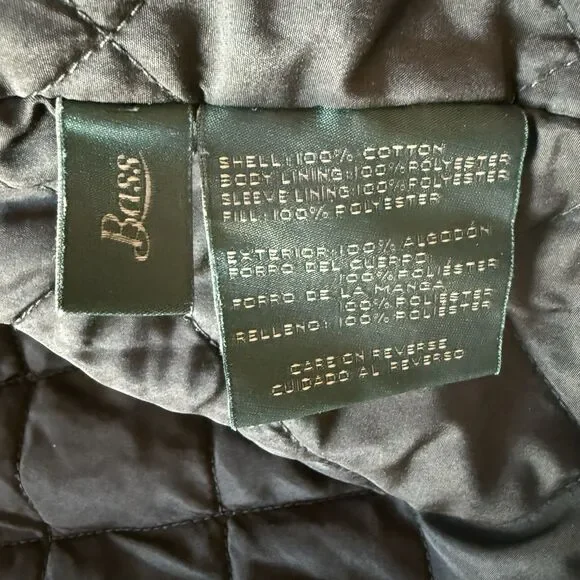 Bass
SHELL: 100% COTTON
BODY LINING: 100% POLYESTER
SLEEVE LINING: 100% POLYESTER
FILL: 100% POLYESTER
EXTERIOR: 100% ALGODÓN
FORRO DEL CUERPO:
100% POLIESTER
FORRO DE LA MANGA
100% POLIESTER
RELLENO: 100% POLIESTER
CARE ON REVERSE
CUIDADO AL REVERSO